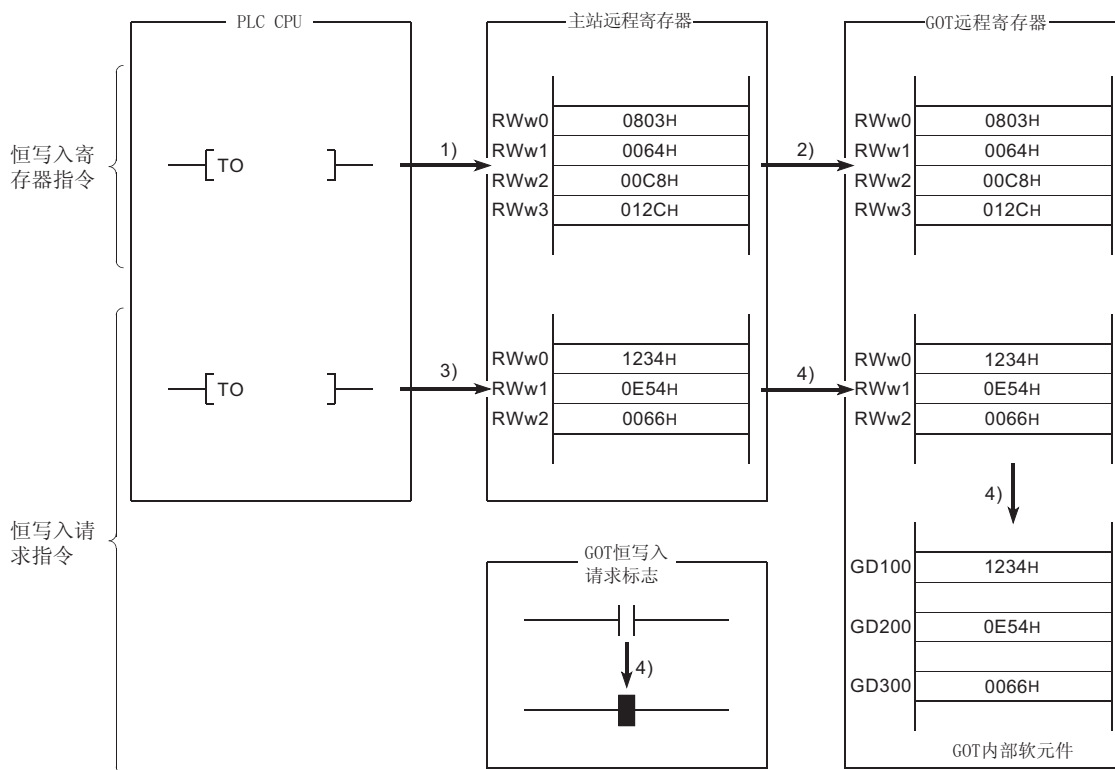 PLC CPU
主站远程寄存器
GOT远程寄存器
恒写入寄
存器指令
TO
1)
RWw0 0803H
RWw1 0064H
RWw2 00C8H
RWw3 012CH
2)
RWw0 0803H
RWw1 0064H
RWw2 00C8H
RWw3 012CH
恒写入请
求指令
TO
3)
RWw0 1234H
RWw1 0E54H
RWw2 0066H
4)
RWw0 1234H
RWw1 0E54H
RWw2 0066H
4)
GOT恒写入
请求标志
4)
GD100 1234H
GD200 0E54H
GD300 0066H
GOT内部软元件